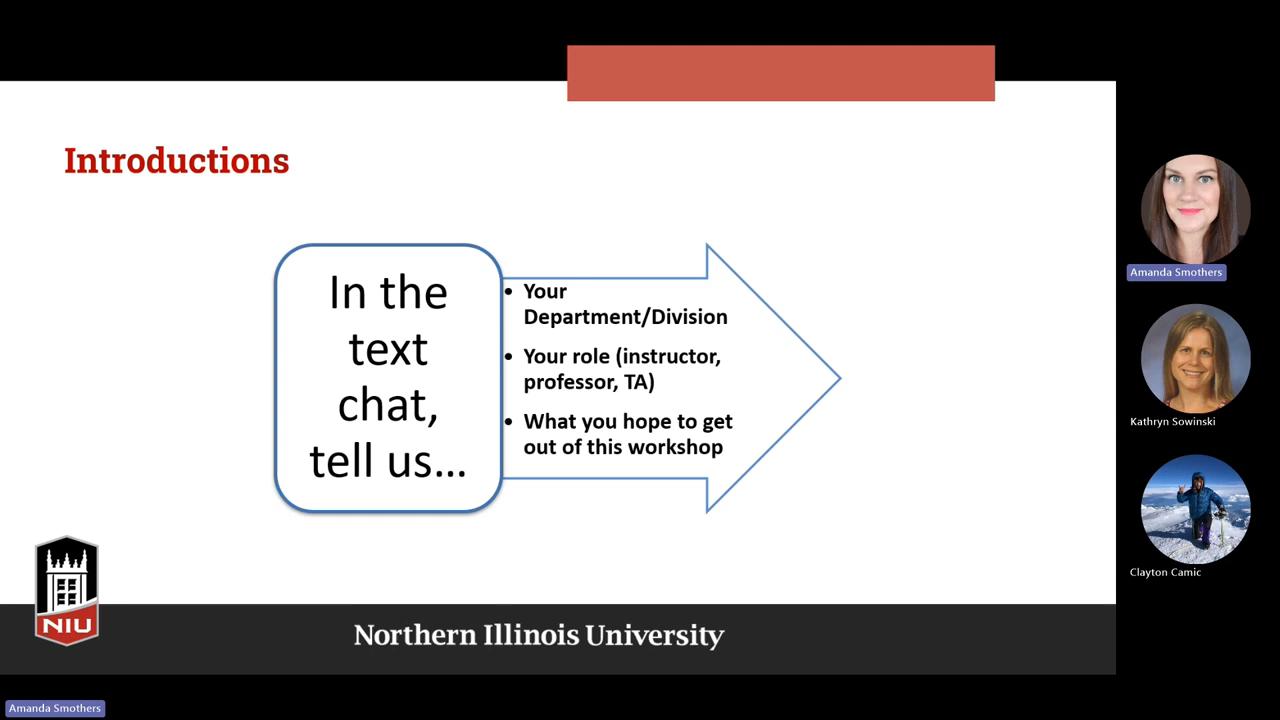 Introductions
In the
text
chat,
tell us...
• Your
Department/Division
• Your role (instructor,
professor, TA)
• What you hope to get
out of this workshop
Amanda Smothers
Kathryn Sowinski
Clayton Camic
NIU
Northern Illinois University
Amanda Smothers